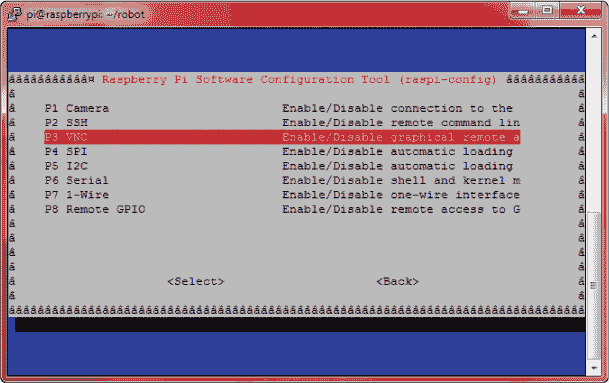 pi@raspberrypi: ~/robot
ááááááááááá¤ Raspberry Pi Software Configuration Tool (raspi-config) ááááááááááá
P1 Camera Enable/Disable connection to the
P2 SSH Enable/Disable remote command lin
P3 VNC Enable/Disable graphical remote a
P4 SPI Enable/Disable automatic loading
P5 I2C Enable/Disable automatic loading
P6 Serial Enable/Disable shell and kernel m
P7 1-Wire Enable/Disable one-wire interface
P8 Remote GPIO Enable/Disable remote access to G
<Select> <Back>